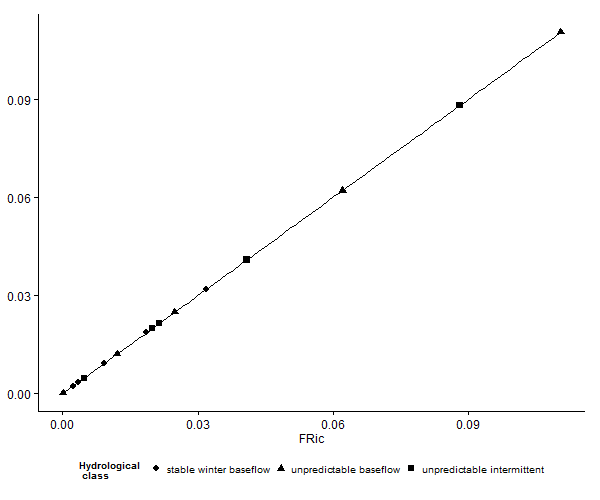 0.09
0.06
0.03
0.00
0.00 0.03 0.06 0.09
FRic
Hydrological class
stable winter baseflow unpredictable baseflow unpredictable intermittent